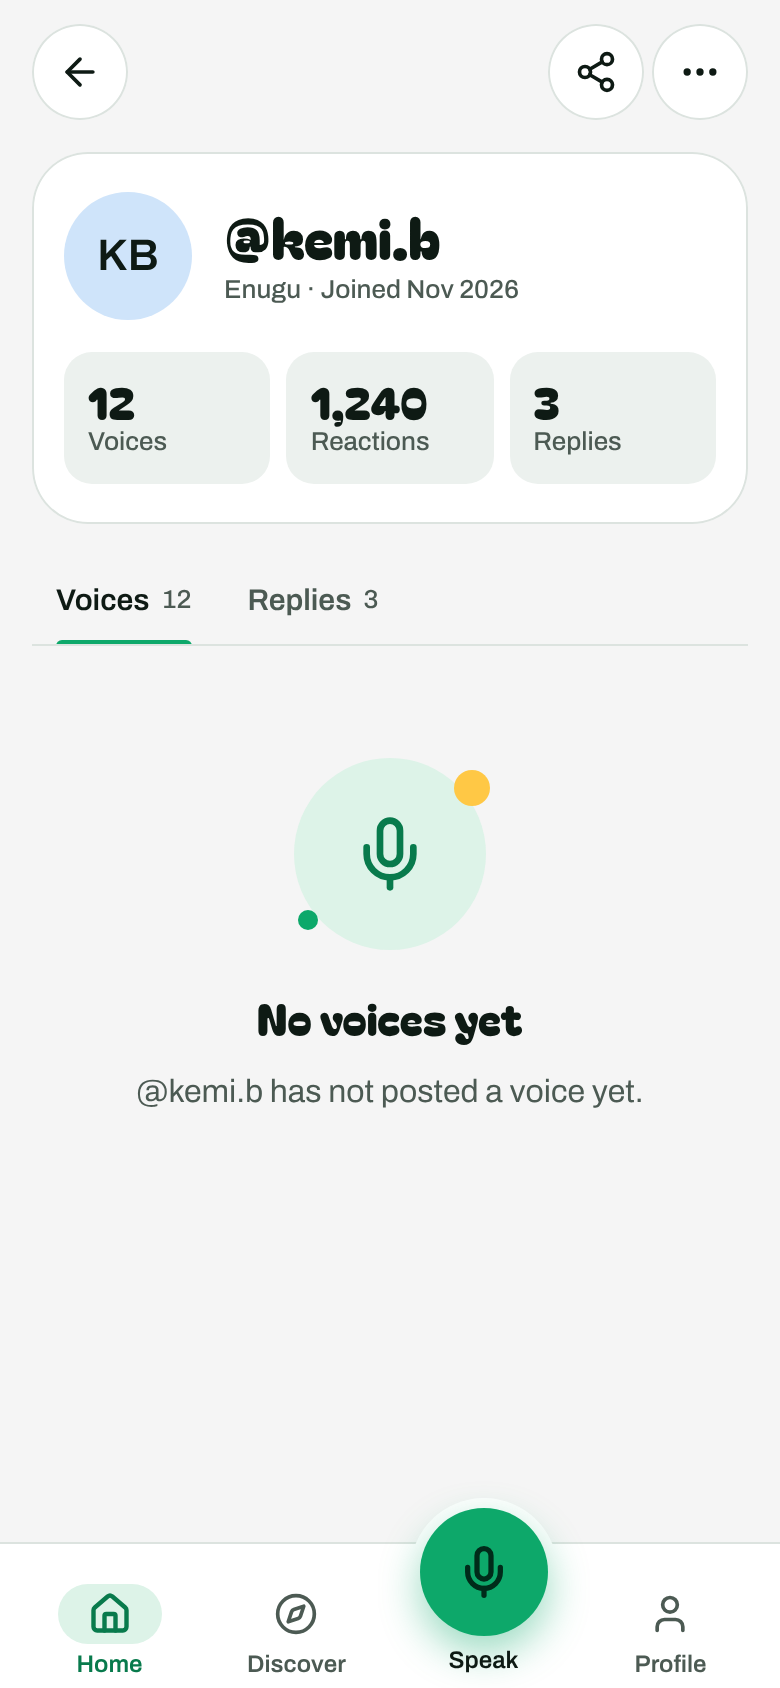 KB
@kemi.b
Enugu · Joined Nov 2026
12
Voices
1,240
Reactions
3
Replies
Voices 12
Replies 3
No voices yet
@kemi.b has not posted a voice yet.
Home
Discover
Speak
Profile